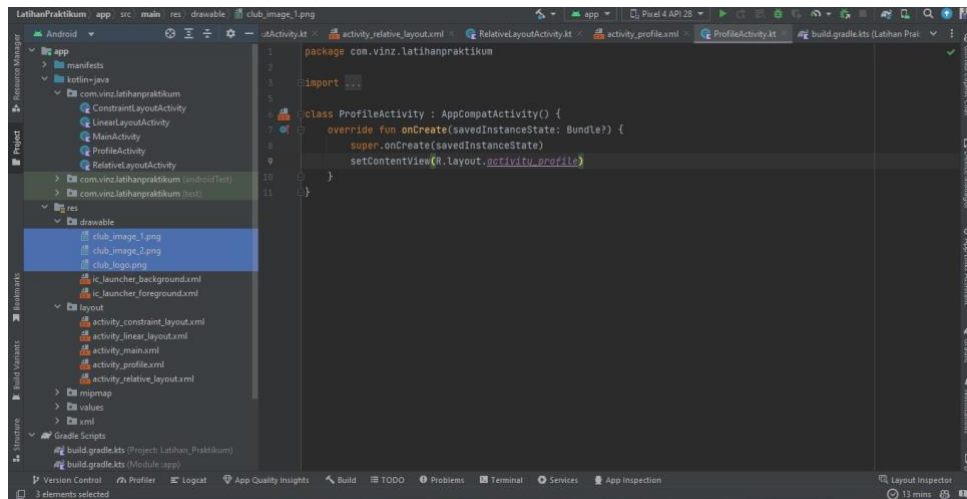 LatihanPraktikum app src main res drawable club_image_1.png
app
Pixel 4 API 28
Android
utActivity.kt
activity_relative_layout.xml
RelativeLayoutActivity.kt
activity_profile.xml
ProfileActivity.kt
build.gradle.kts (Latihan Prak
Resource Manager
Project
Bookmarks
Build Variants
Structure
app
manifests
kotlin+java
com.vinz.latihanpraktikum
ConstraintLayoutActivity
LinearLayoutActivity
MainActivity
ProfileActivity
RelativeLayoutActivity
com.vinz.latihanpraktikum (androidTest)
com.vinz.latihanpraktikum (test)
res
drawable
club_image_1.png
club_image_2.png
club_logo.png
ic_launcher_background.xml
ic_launcher_foreground.xml
layout
activity_constraint_layout.xml
activity_linear_layout.xml
activity_main.xml
activity_profile.xml
activity_relative_layout.xml
mipmap
values
xml
Gradle Scripts
build.gradle.kts (Project: Latihan_Praktikum)
build.gradle.kts (Module :app)
1 package com.vinz.latihanpraktikum
2
3 import ...
5
6 class ProfileActivity : AppCompatActivity() {
7 override fun onCreate(savedInstanceState: Bundle?) {
8 super.onCreate(savedInstanceState)
9 setContentView(R.layout.activity_profile)
10 }
11 }
Version Control Profiler Logcat App Quality Insights Build TODO Problems Terminal Services App Inspection Layout Inspector
3 elements selected 13 mins